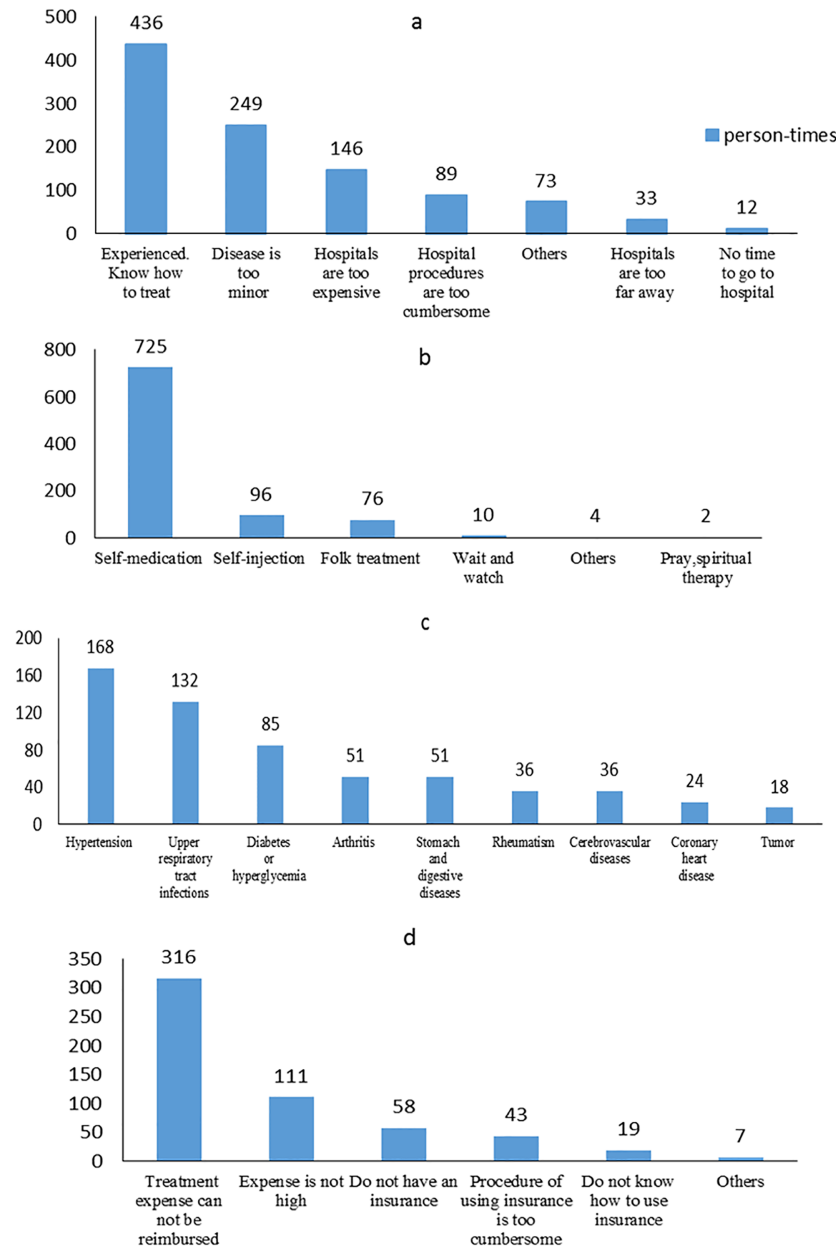 a
500
400
300
200
100
0
436
249
146
89
73
33
12
person-times
Experienced.
Know how
to treat
Disease is
too
minor
Hospitals
are too
expensive
Hospital
procedures
are too
cumbersome
Others
Hospitals
are too
far away
No time
to go to
hospital
b
800
600
400
200
0
725
96
76
10
4
2
Self-medication
Self-injection
Folk treatment
Wait and
watch
Others
Pray,spiritual
therapy
c
200
160
120
80
40
0
168
132
85
51
51
36
36
24
18
Hypertension
Upper
respiratory
tract
infections
Diabetes
or
hyperglycemia
Arthritis
Stomach
and
digestive
diseases
Rheumatism
Cerebrovascular
diseases
Coronary
heart
disease
Tumor
d
350
300
250
200
150
100
50
0
316
111
58
43
19
7
Treatment
expense can
not be
reimbursed
Expense is not
high
Do not have an
insurance
Procedure of
using insurance
is too
cumbersome
Do not know
how to use
insurance
Others